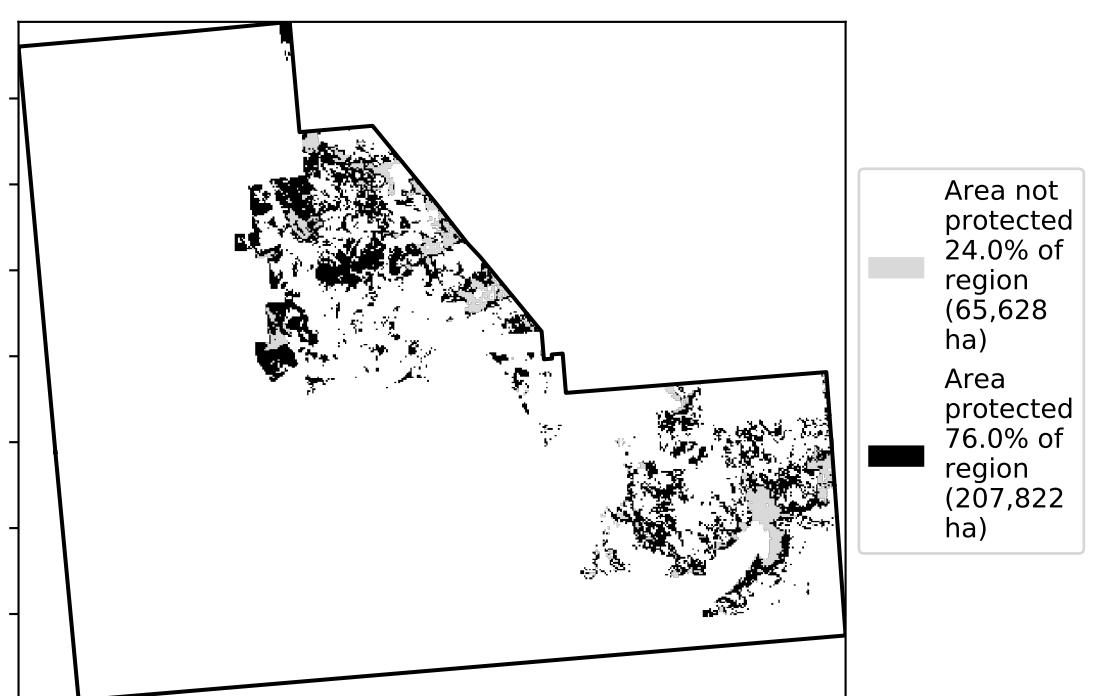 Area not
protected
24.0% of
region
(65,628
ha)
Area
protected
76.0% of
region
(207,822
ha)